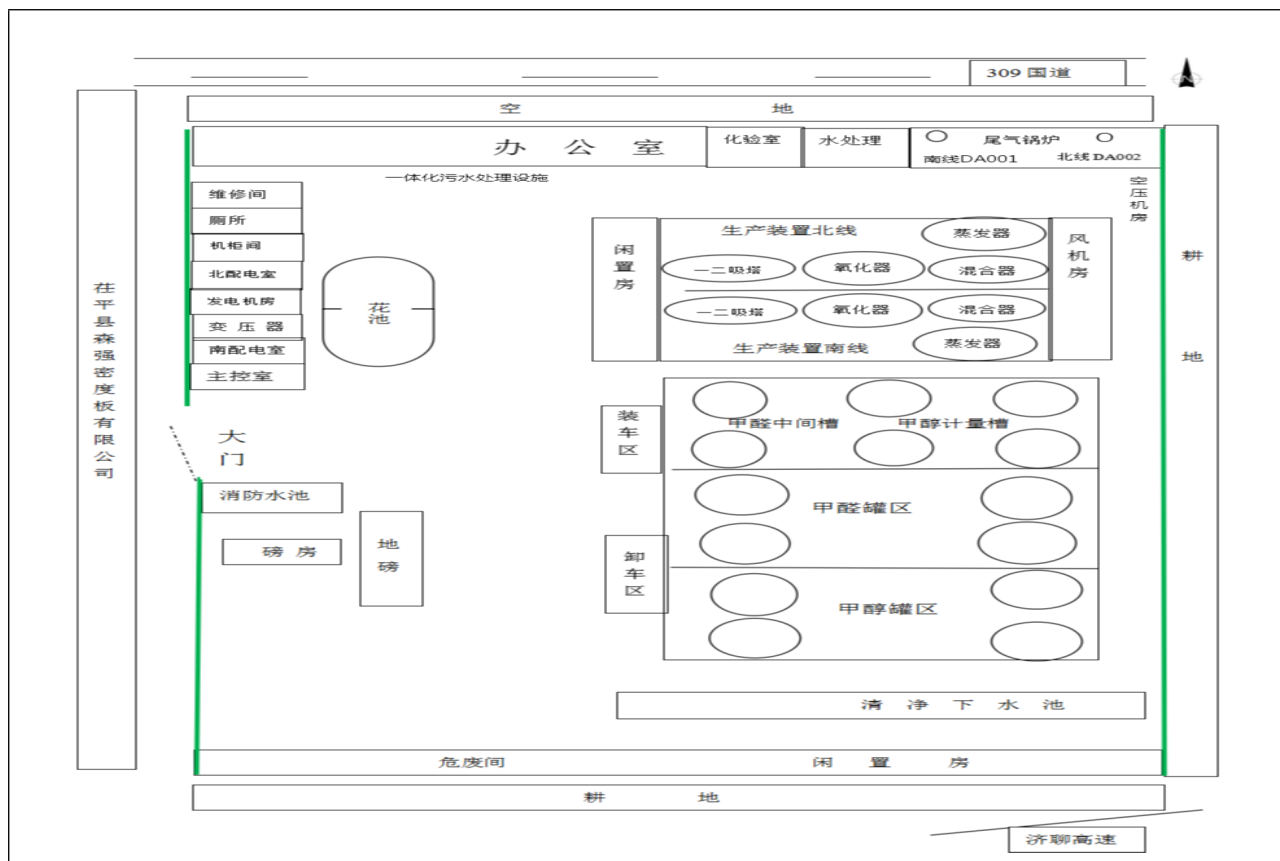 309国道
空 地
办 公 室
化验室
水处理
尾气锅炉
南线DA001
北线DA002
一体化污水处理设施
空压机房
维修间
厕所
机柜间
北配电室
发电机房
变 压 器
南配电室
主控室
花池
闲置房
生产装置北线
蒸发器
一二吸塔
氧化器
混合器
一二吸塔
氧化器
混合器
生产装置南线
蒸发器
风机房
耕 地
茌平县森强密度板有限公司
大门
装车区
甲醛中间槽
甲醇计量槽
消防水池
甲醛罐区
磅 房
地磅
卸车区
甲醇罐区
清 净 下 水 池
危废间
闲 置 房
耕 地
济聊高速